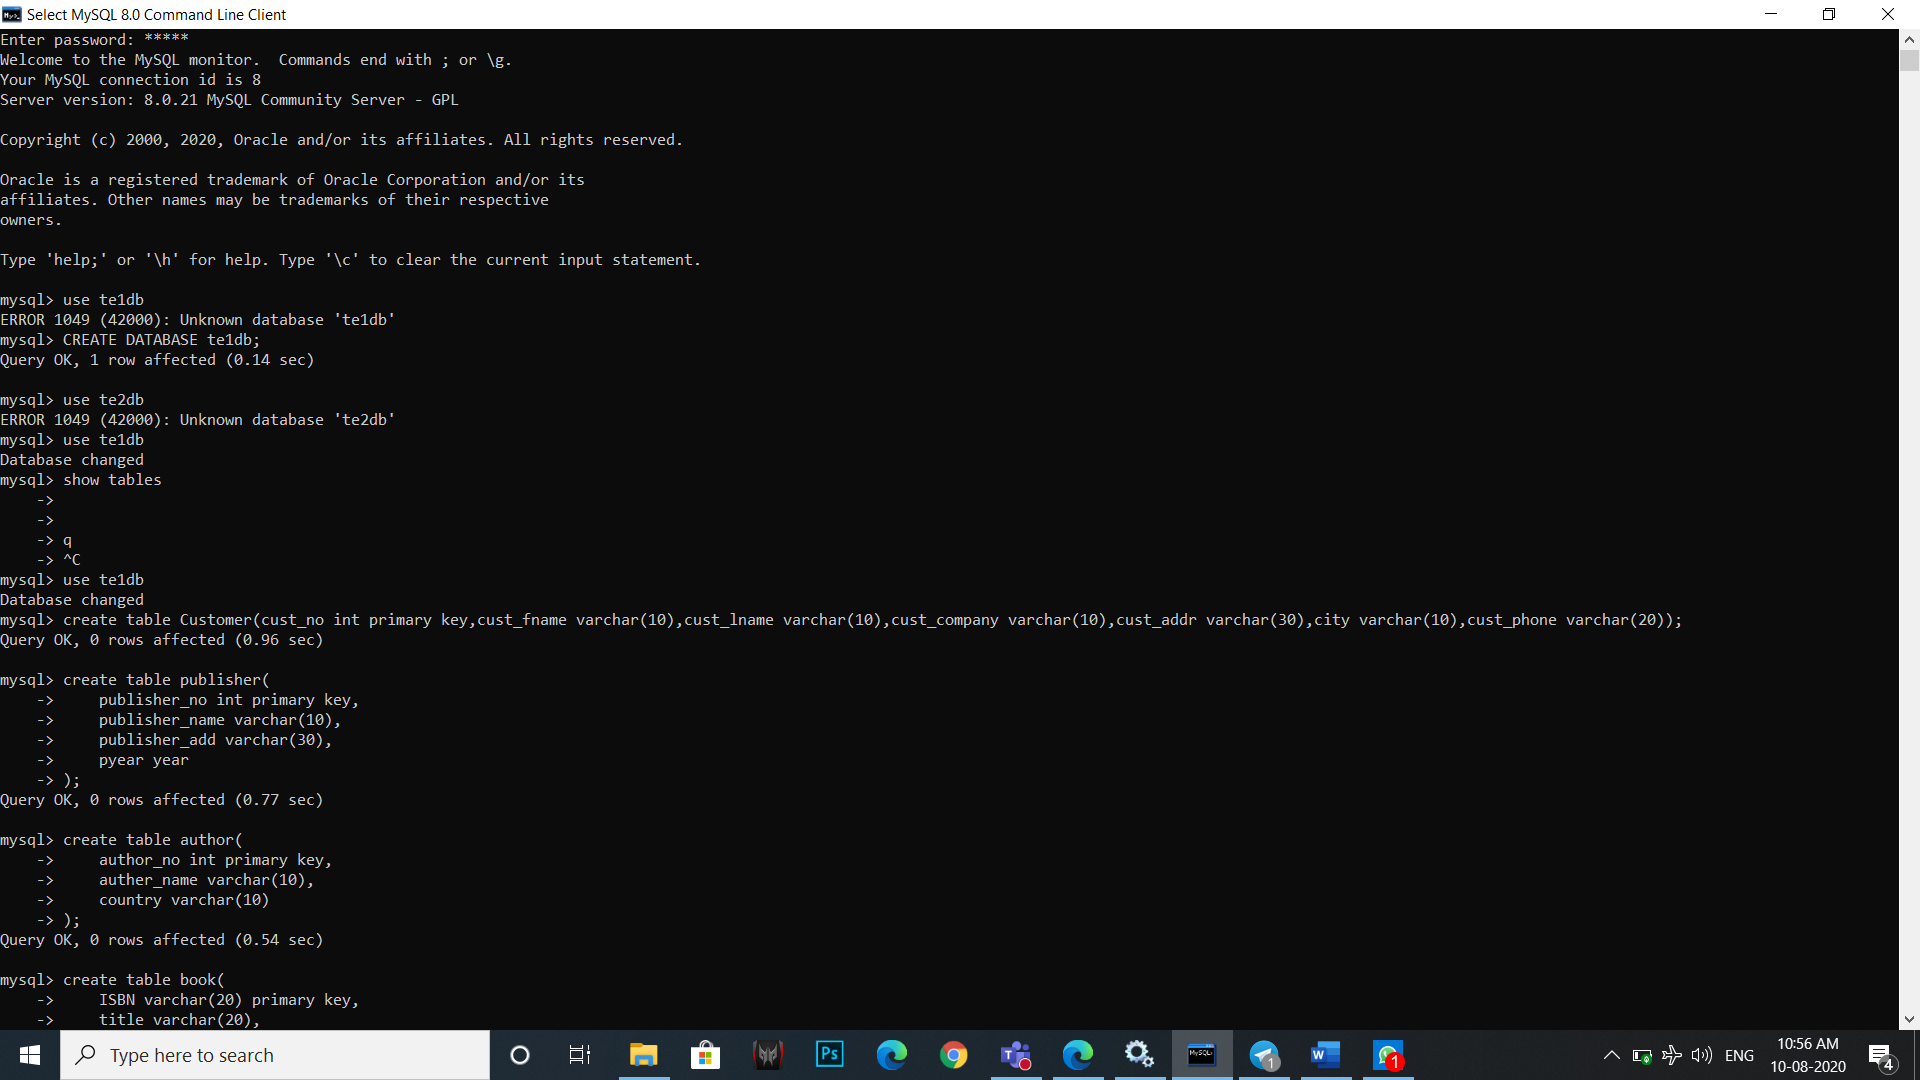 Select MySQL 8.0 Command Line Client
Enter password: *****
Welcome to the MySQL monitor.  Commands end with ; or \g.
Your MySQL connection id is 8
Server version: 8.0.21 MySQL Community Server - GPL

Copyright (c) 2000, 2020, Oracle and/or its affiliates. All rights reserved.

Oracle is a registered trademark of Oracle Corporation and/or its
affiliates. Other names may be trademarks of their respective
owners.

Type 'help;' or '\h' for help. Type '\c' to clear the current input statement.

mysql> use te1db
ERROR 1049 (42000): Unknown database 'te1db'
mysql> CREATE DATABASE te1db;
Query OK, 1 row affected (0.14 sec)

mysql> use te2db
ERROR 1049 (42000): Unknown database 'te2db'
mysql> use te1db
Database changed
mysql> show tables
    ->
    ->
    -> q
    -> ^C
mysql> use te1db
Database changed
mysql> create table Customer(cust_no int primary key,cust_fname varchar(10),cust_lname varchar(10),cust_company varchar(10),cust_addr varchar(30),city varchar(10),cust_phone varchar(20));
Query OK, 0 rows affected (0.96 sec)

mysql> create table publisher(
    ->     publisher_no int primary key,
    ->     publisher_name varchar(10),
    ->     publisher_add varchar(30),
    ->     pyear year
    -> );
Query OK, 0 rows affected (0.77 sec)

mysql> create table author(
    ->     author_no int primary key,
    ->     auther_name varchar(10),
    ->     country varchar(10)
    -> );
Query OK, 0 rows affected (0.54 sec)

mysql> create table book(
    ->     ISBN varchar(20) primary key,
    ->     title varchar(20),
Type here to search
Ps
T
MySQL
1
W
1
ENG
10:56 AM
10-08-2020
4